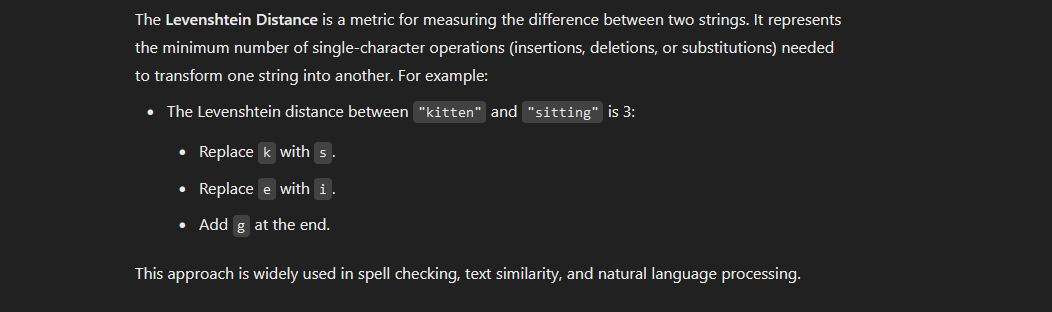 The Levenshtein Distance is a metric for measuring the difference between two strings. It represents
the minimum number of single-character operations (insertions, deletions, or substitutions) needed
to transform one string into another. For example:
• The Levenshtein distance between "kitten" and "sitting" is 3:
• Replace k with s.
• Replace e with i.
• Add g at the end.
This approach is widely used in spell checking, text similarity, and natural language processing.